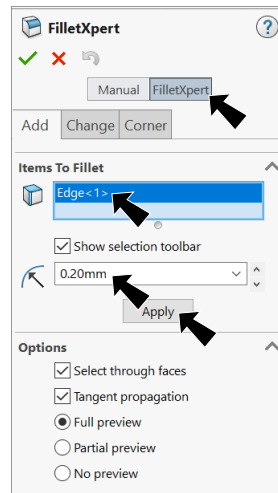 FilletXpert
?
Manual FilletXpert
Add Change Corner
Items To Fillet
Edge<1>
Show selection toolbar
0.20mm
Apply
Options
Select through faces
Tangent propagation
Full preview
Partial preview
No preview